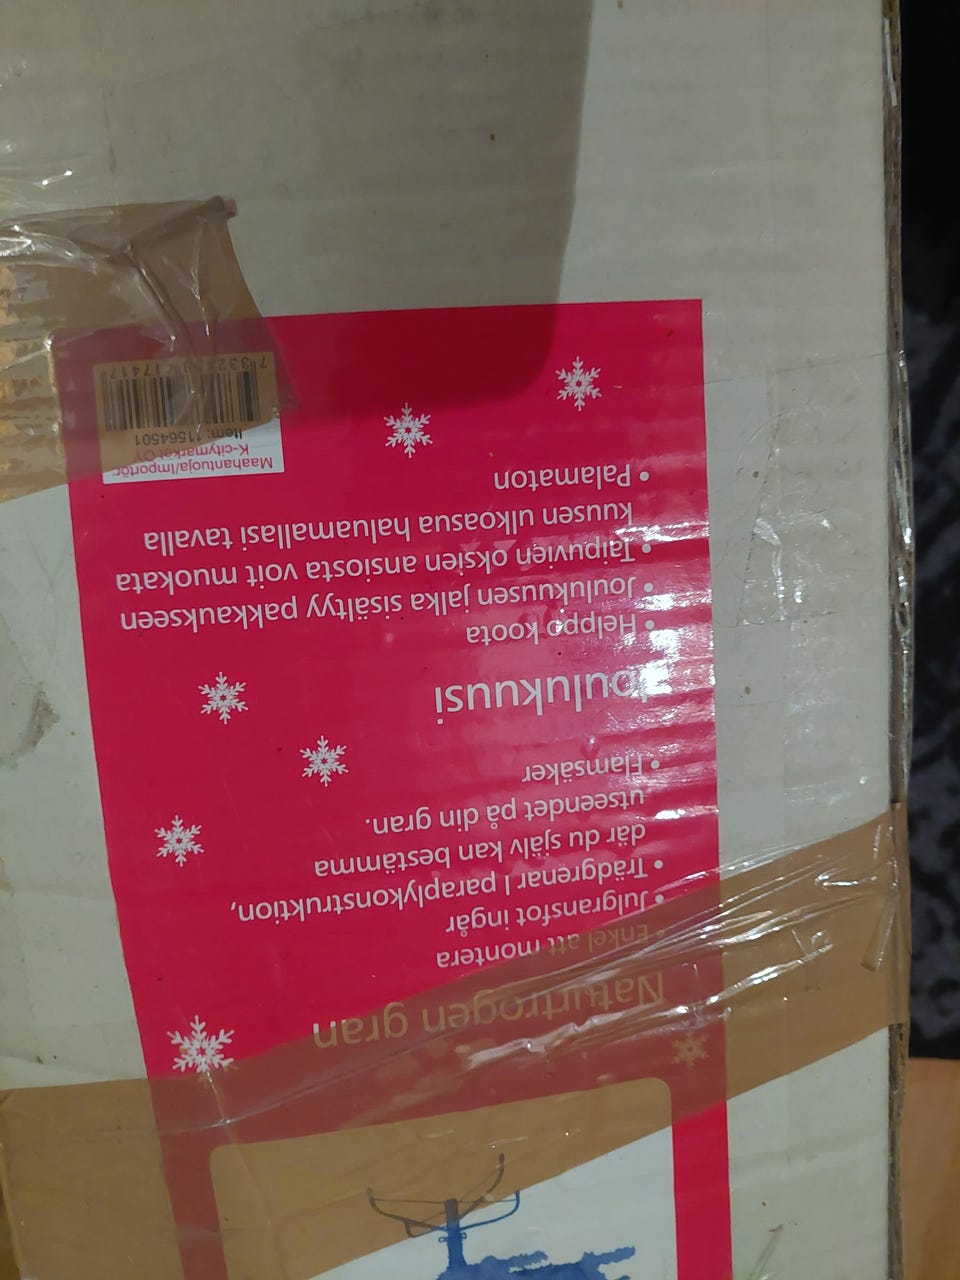 Naturtrogen gran
• Enkel att montera
• Julgransfot ingår
• Trädgrenar I paraplykonstruktion,
där du själv kan bestämma
utseendet på din gran.
• Flamsäker
Joulukuusi
• Helppo koota
• Joulukuusen jalka sisältyy pakkaukseen
• Taipuvien oksien ansiosta voit muokata
kuusen ulkoasua haluamallasi tavalla
• Palamaton
Maahantuoja/Importör:
K-citymarket OY
Item: 11564501